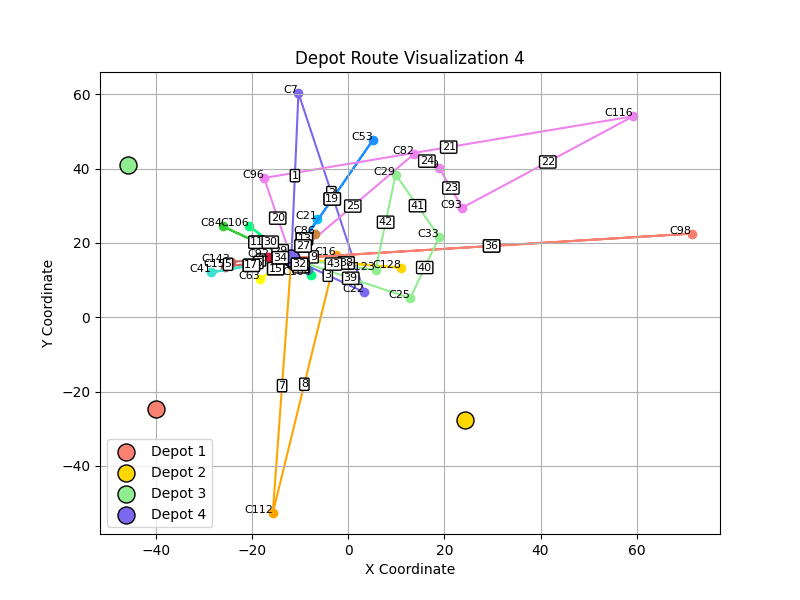 Depot Route Visualization 4
Y Coordinate
60
40
20
0
−20
−40
−40
−20
0
20
40
60
X Coordinate
Depot 1
Depot 2
Depot 3
Depot 4
C7
C116
C53
C82
C29
C96
C93
C21
C84
C106
C86
C33
C98
C16
C143
C41
C63
C128
C22
C25
C112
1
21
24
22
23
19
25
20
41
42
11
30
27
36
34
9
5
17
15
32
43
38
3
39
40
7
8